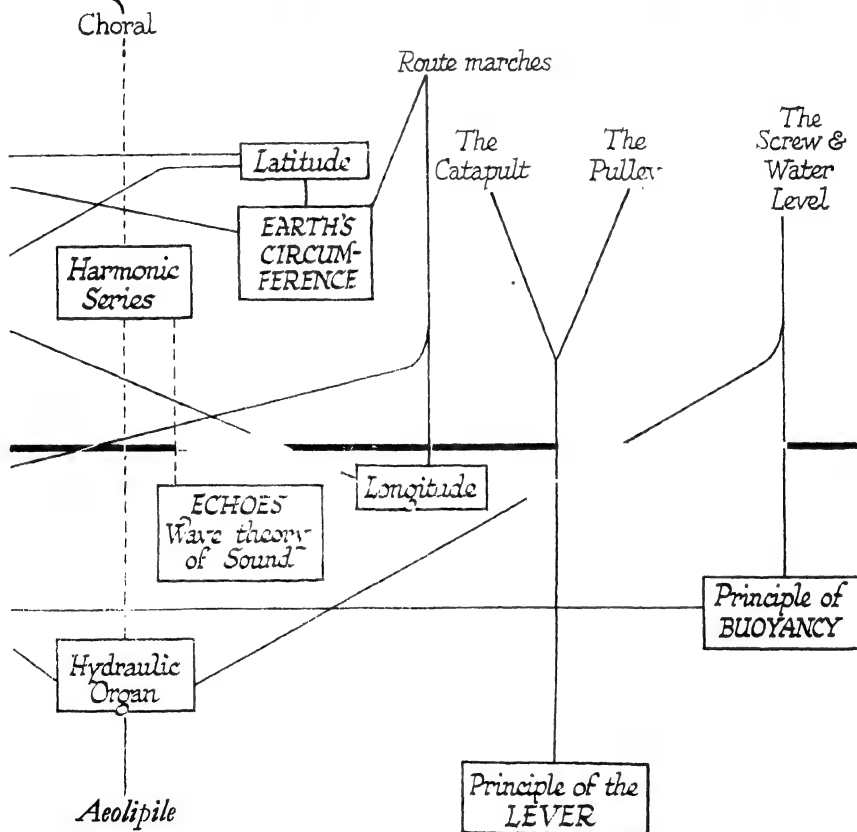 Choral
Route marches
The
Catapult
The
Pulley
The
Screw &
Water
Level
Latitude
EARTH'S
CIRCUM-
FERENCE
Harmonic
Series
Longitude
ECHOES
Wave theory
of Sound
Principle of
BUOYANCY
Hydraulic
Organ
Principle of the
LEVER
Aeolipile